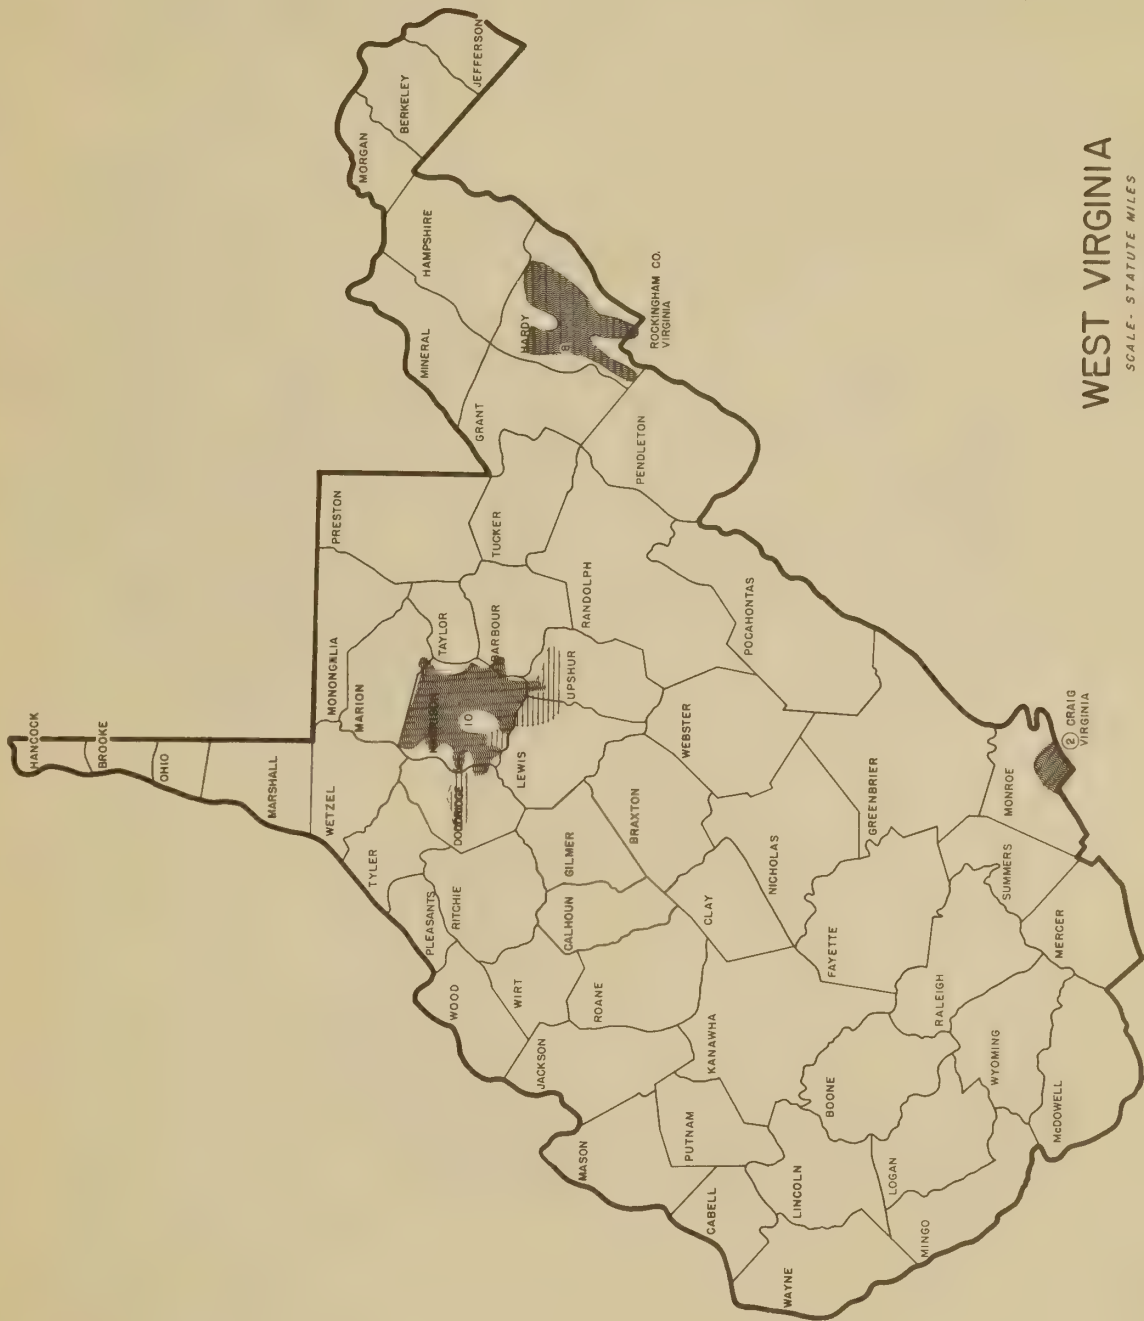 HANCOCK
BROOKE
OHIO
MARSHALL
WETZEL
MONONGALIA
MARION
PRESTON
TYLER
PLEASANTS
RITCHIE
DODDRIDGE
10
TAYLOR
BARBOUR
TUCKER
MINERAL
GRANT
HAMPSHIRE
MORGAN
BERKELEY
JEFFERSON
HARDY
8
ROCKINGHAM CO.
VIRGINIA
PENDLETON
RANDOLPH
UPSHUR
LEWIS
GILMER
CALHOUN
WIRT
WOOD
JACKSON
ROANE
BRAXTON
WEBSTER
POCAHONTAS
CLAY
NICHOLAS
GREENBRIER
KANAWHA
PUTNAM
MASON
CABELL
LINCOLN
BOONE
FAYETTE
RALEIGH
SUMMERS
MONROE
2 CRAIG
VIRGINIA
MERCER
WYOMING
McDOWELL
LOGAN
MINGO
WAYNE
WEST VIRGINIA
SCALE - STATUTE MILES